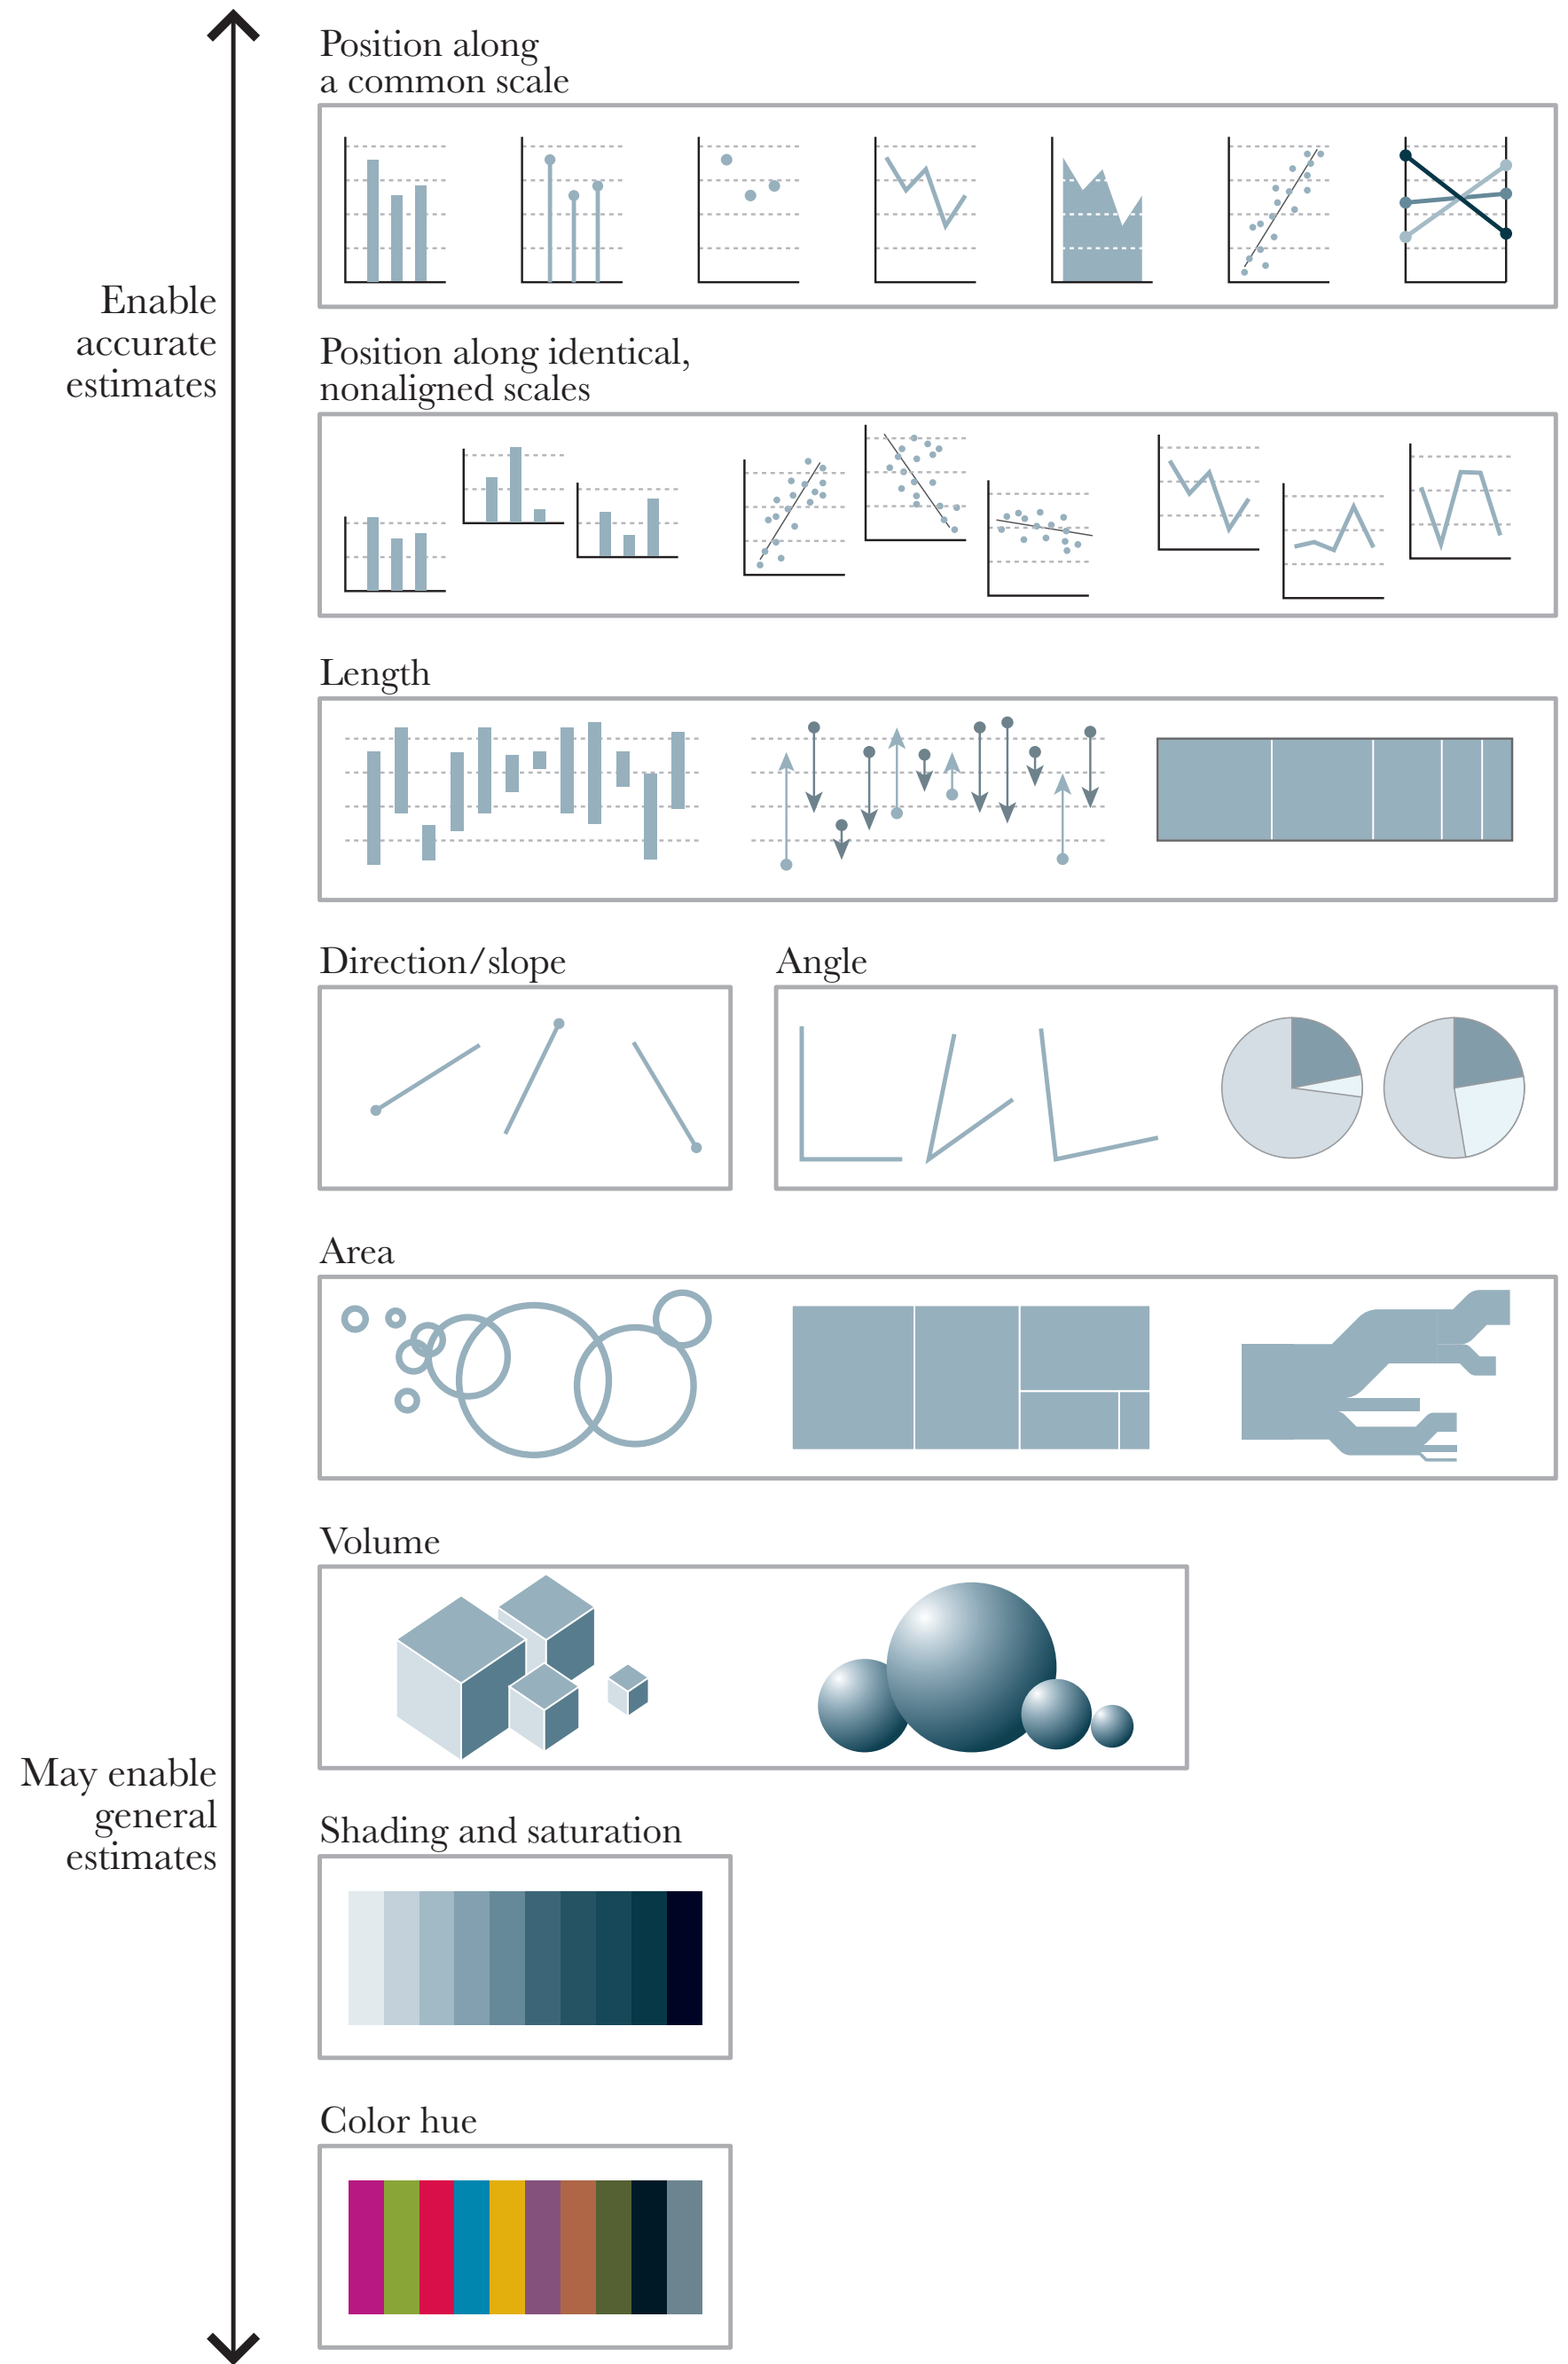 Position along
a common scale
Enable
accurate
estimates
Position along identical,
nonaligned scales
Length
Direction/slope
Angle
Area
Volume
May enable
general
estimates
Shading and saturation
Color hue